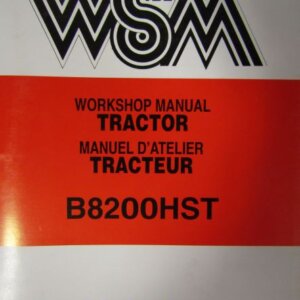 WSM
WORKSHOP MANUAL
TRACTOR
MANUEL D'ATELIER
TRACTEUR
B8200HST